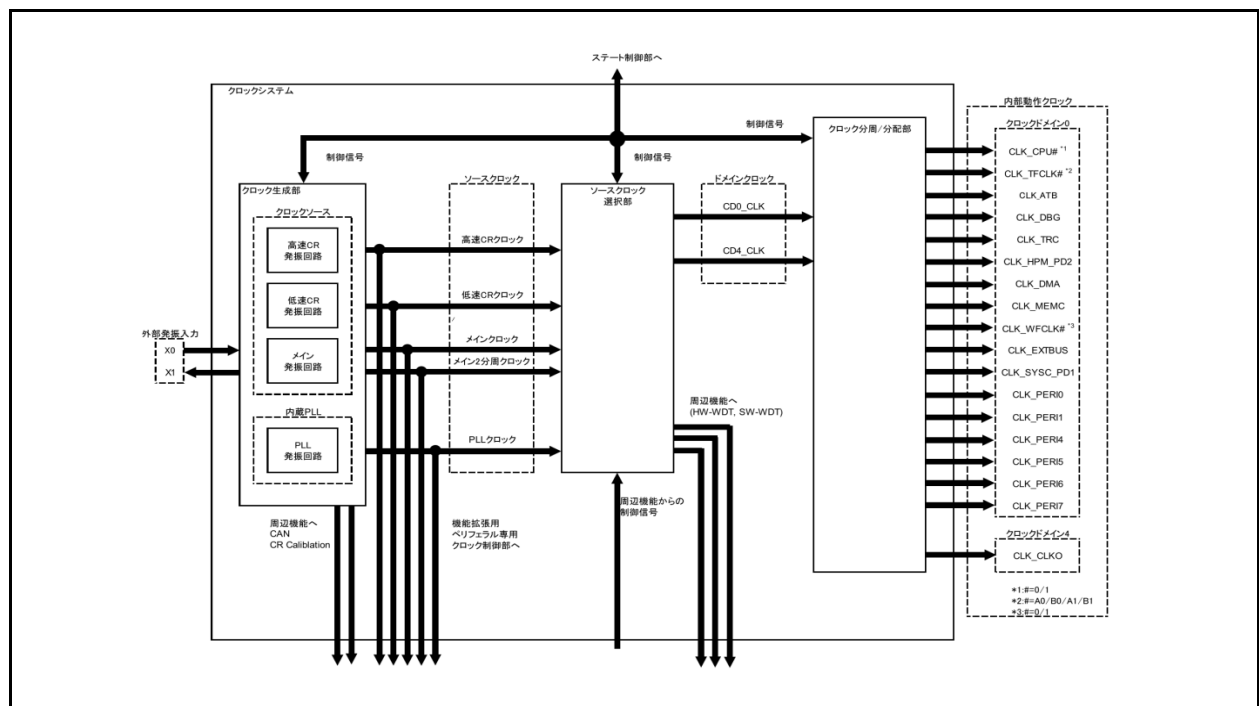 ステート制御部へ
クロックシステム
制御信号
制御信号
制御信号
クロック生成部
クロックソース
高速CR
発振回路
低速CR
発振回路
メイン
発振回路
内蔵PLL
PLL
発振回路
外部発振入力
X0
X1
ソースクロック
高速CRクロック
低速CRクロック
メインクロック
メイン2分周クロック
PLLクロック
ソースクロック
選択部
ドメインクロック
CD0_CLK
CD4_CLK
クロック分周/分配部
周辺機能へ
(HW-WDT, SW-WDT)
周辺機能からの
制御信号
周辺機能へ
CAN
CR Caliblation
機能拡張用
ペリフェラル専用
クロック制御部へ
内部動作クロック
クロックドメイン0
CLK_CPU# *1
CLK_TFCLK# *2
CLK_ATB
CLK_DBG
CLK_TRC
CLK_HPM_PD2
CLK_DMA
CLK_MEMC
CLK_WFCLK# *3
CLK_EXTBUS
CLK_SYSC_PD1
CLK_PERI0
CLK_PERI1
CLK_PERI4
CLK_PERI5
CLK_PERI6
CLK_PERI7
クロックドメイン4
CLK_CLKO
*1:#=0/1
*2:#=A0/B0/A1/B1
*3:#=0/1